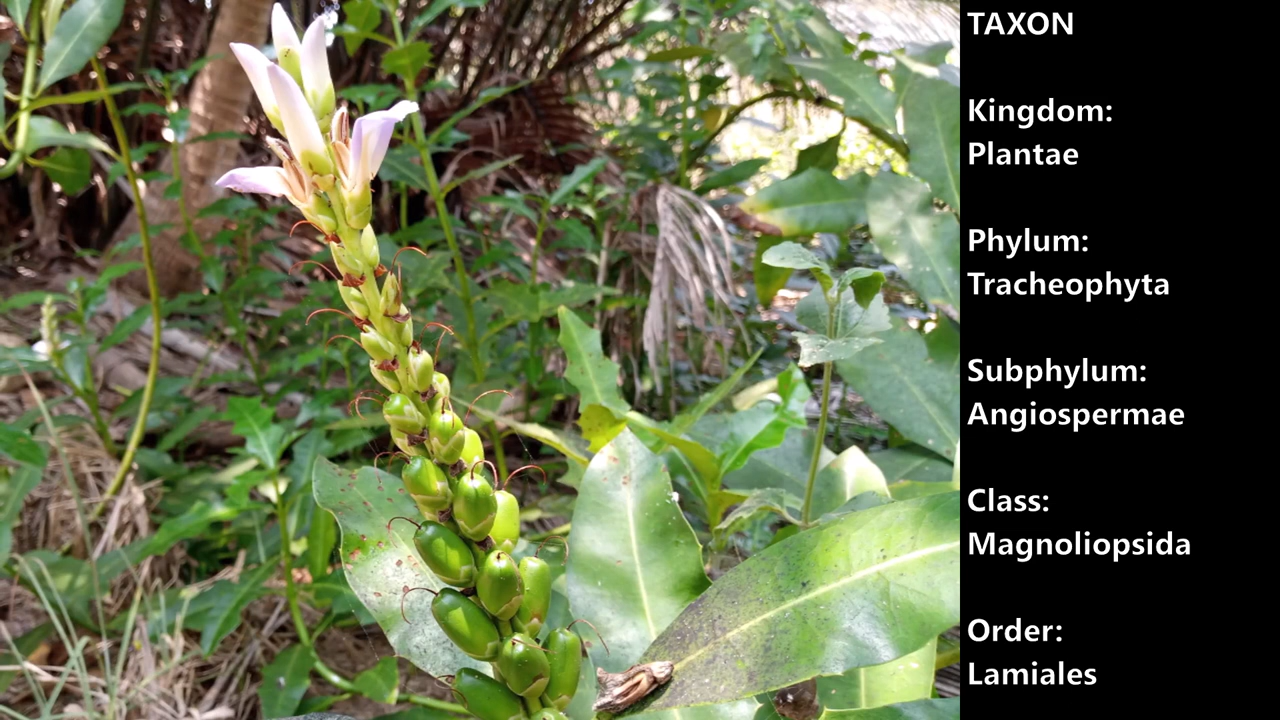 TAXON
Kingdom:
Plantae
Phylum:
Tracheophyta
Subphylum:
Angiospermae
Class:
Magnoliopsida
Order:
Lamiales